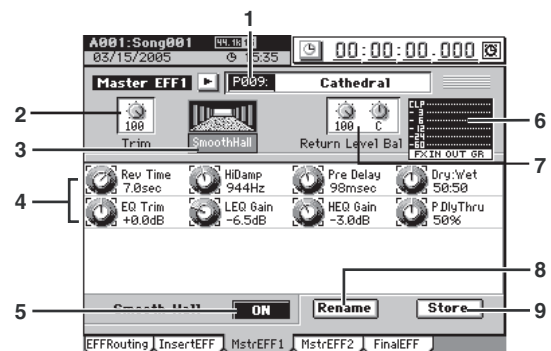 1
A001:Song001 44.1k
03/15/2005 15:35 00:00:00.000
Master EFF1 P009: Cathedral
2 100 Trim
3 SmoothHall
100 C
Return Level Bal
CLP
FXIN OUT GR
6
7
4
Rev Time 7.0sec HiDamp 944Hz Pre Delay 98msec Dry:Wet 50:50
EQ Trim +0.0dB LEQ Gain -6.5dB HEQ Gain -3.0dB P.DlyThru 50%
8
5 Smooth Hall ON Rename Store 9
EFFRouting InsertEFF MstrEFF1 MstrEFF2 FinalEFF